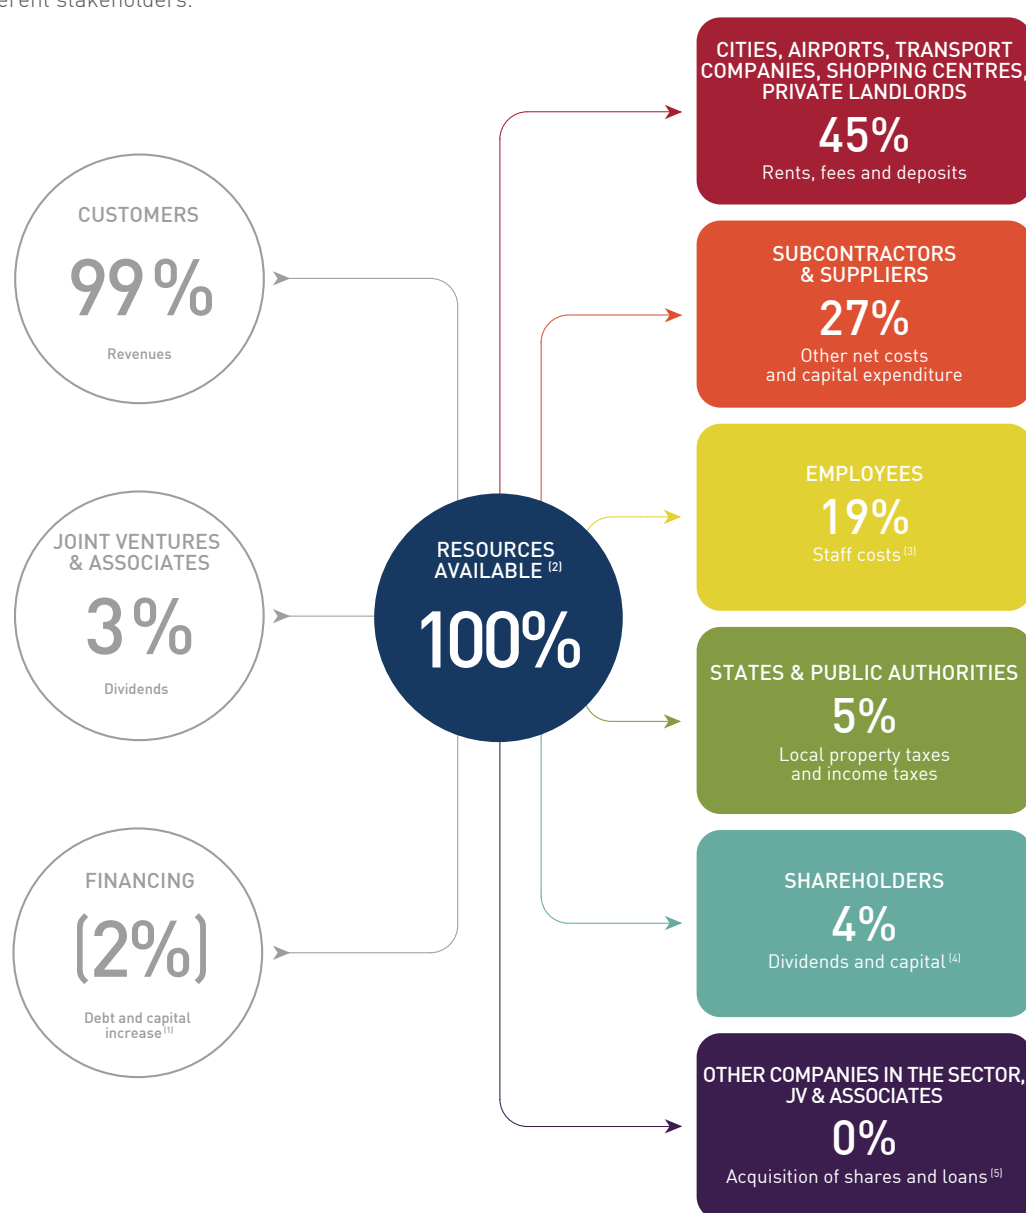 stakeholders.
CUSTOMERS
99%
Revenues
JOINT VENTURES
& ASSOCIATES
3%
Dividends
FINANCING
(2%)
Debt and capital
increase (1)
RESOURCES
AVAILABLE (2)
100%
CITIES, AIRPORTS, TRANSPORT
COMPANIES, SHOPPING CENTRES,
PRIVATE LANDLORDS
45%
Rents, fees and deposits
SUBCONTRACTORS
& SUPPLIERS
27%
Other net costs
and capital expenditure
EMPLOYEES
19%
Staff costs (3)
STATES & PUBLIC AUTHORITIES
5%
Local property taxes
and income taxes
SHAREHOLDERS
4%
Dividends and capital (4)
OTHER COMPANIES IN THE SECTOR,
JV & ASSOCIATES
0%
Acquisition of shares and loans (5)